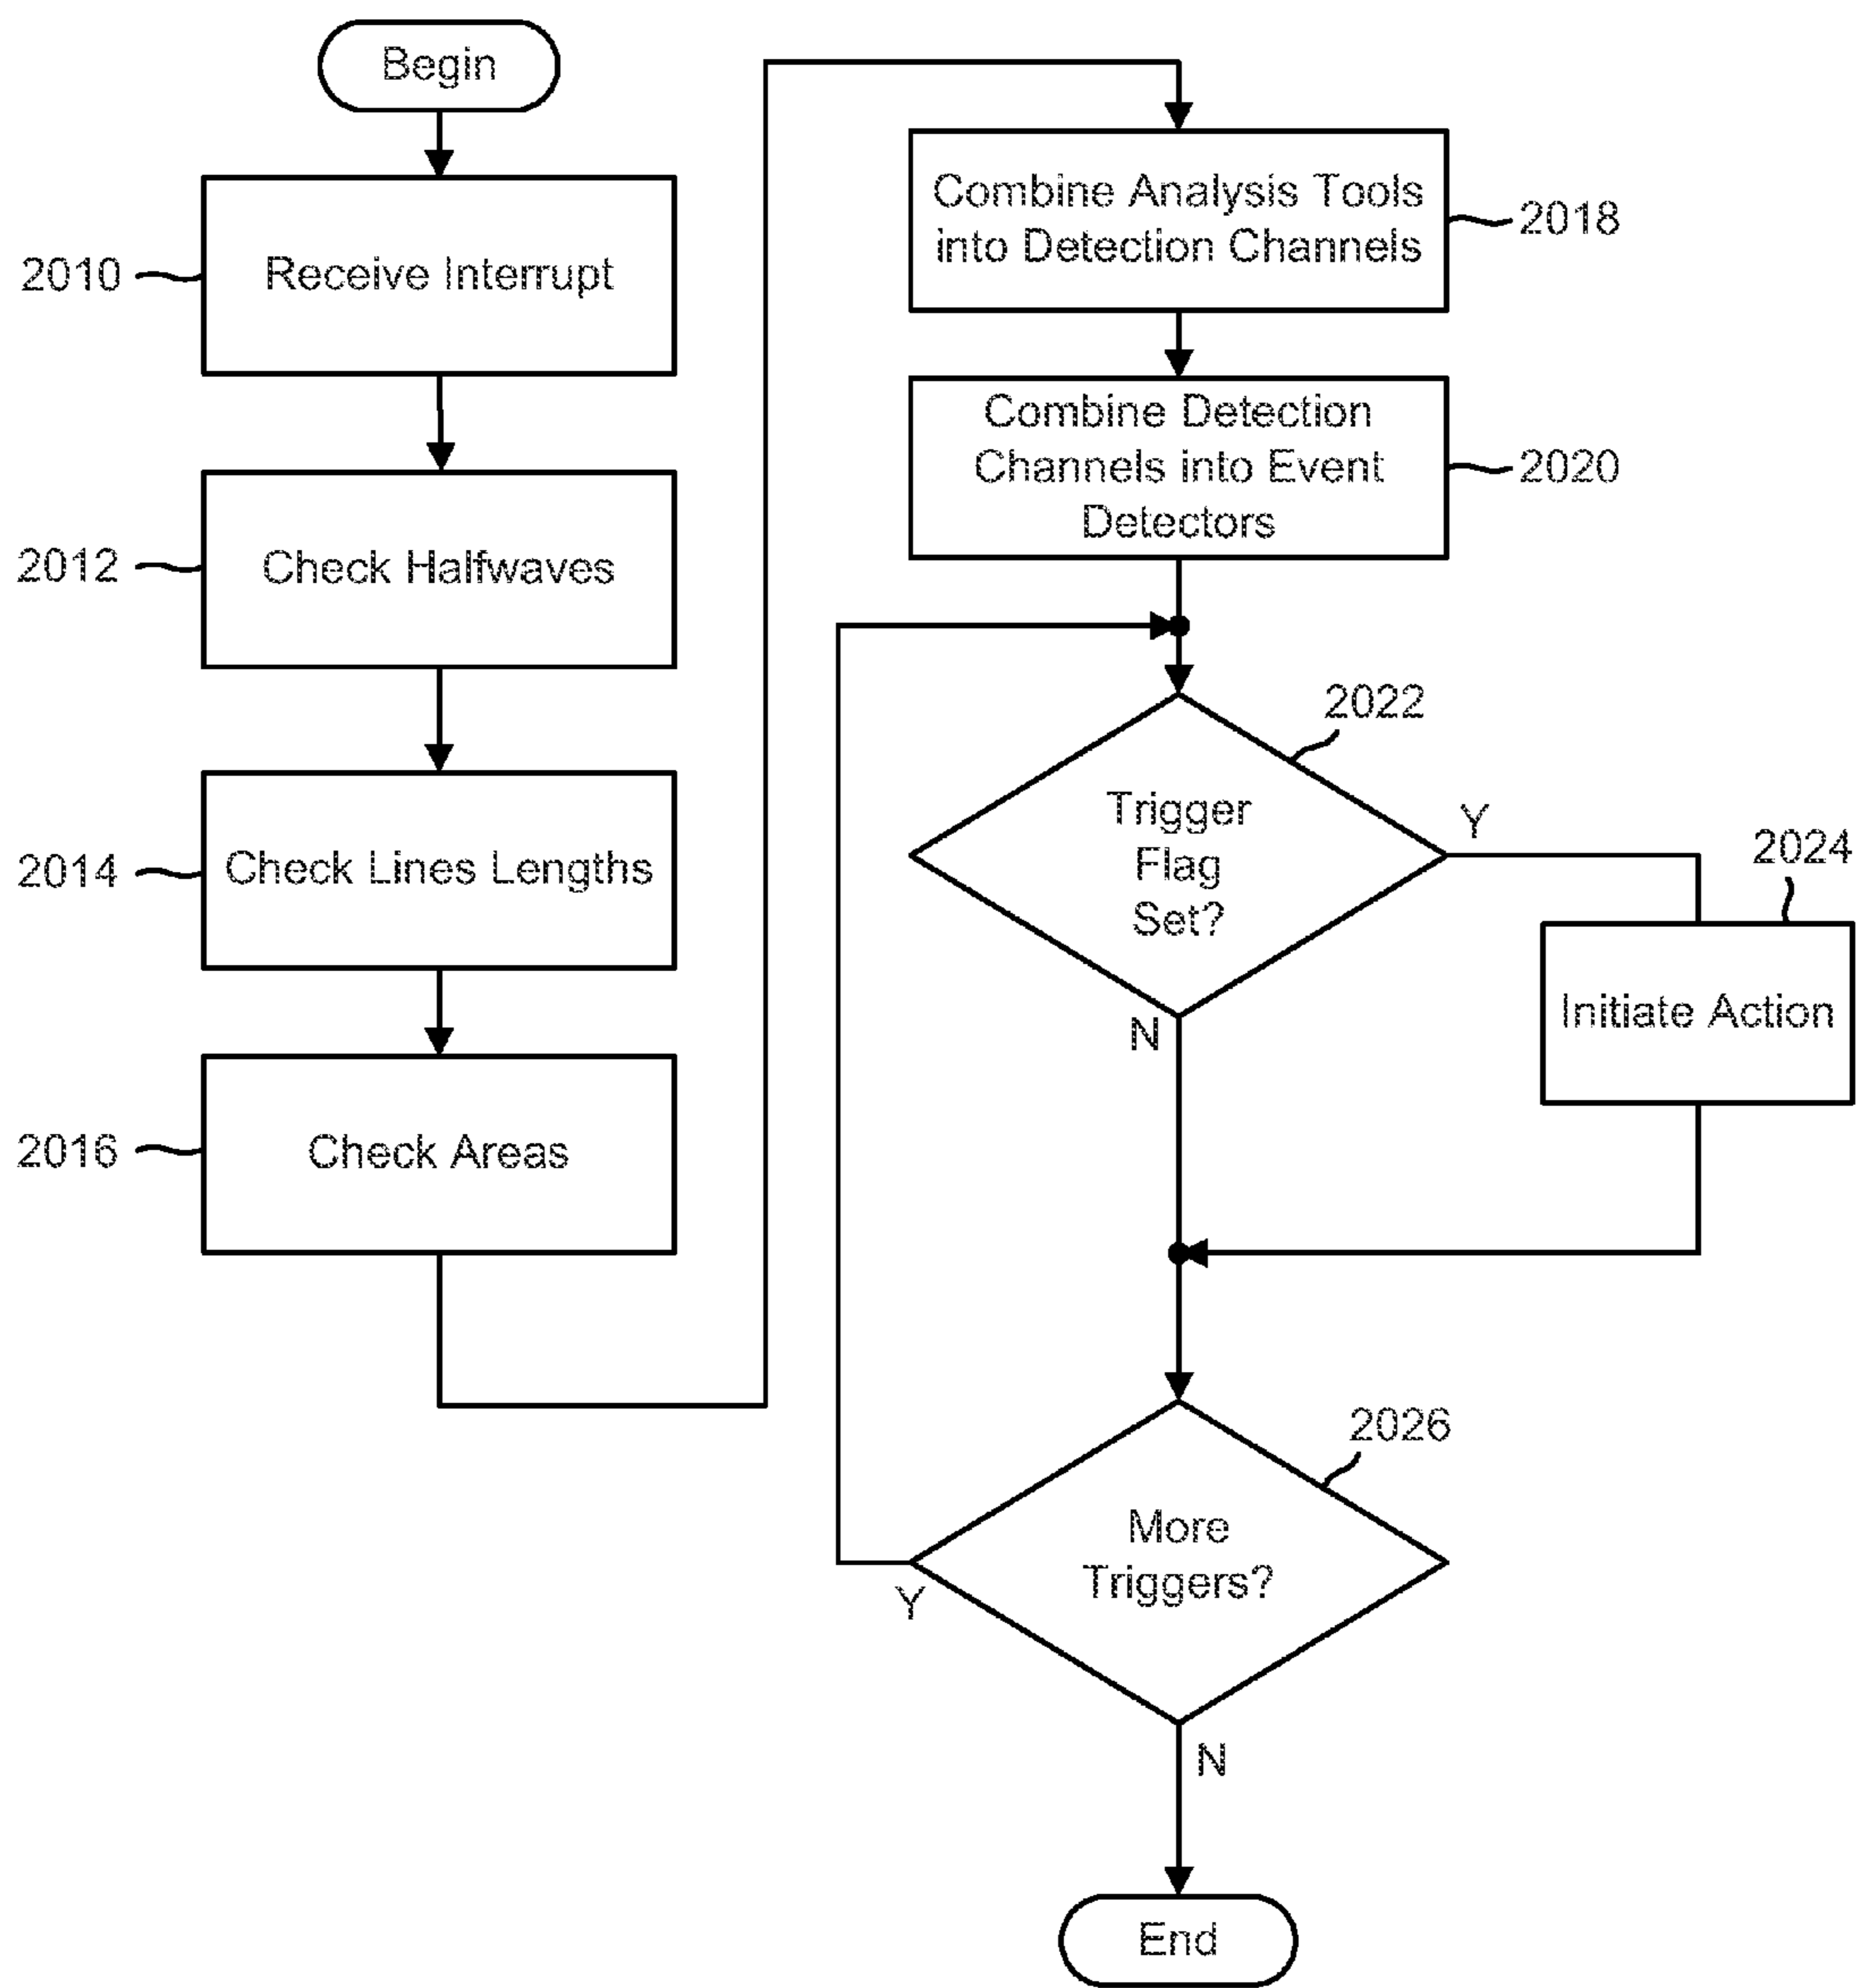 Begin
2010
Receive Interrupt
2012
Check Halfwaves
2014
Check Lines Lengths
2016
Check Areas
Combine Analysis Tools
into Detection Channels
2018
Combine Detection
Channels into Event
Detectors
2020
2022
Trigger
Flag
Set?
Y
N
2024
Initiate Action
2026
More
Triggers?
Y
N
End